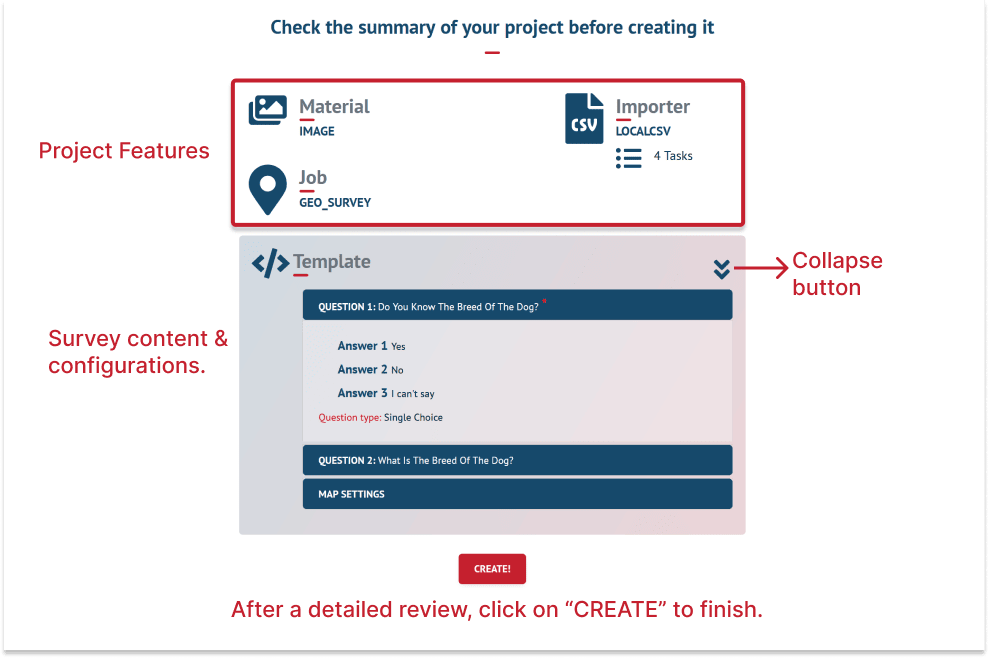 Check the summary of your project before creating it
Project Features
Material
IMAGE
Job
GEO_SURVEY
CSV
Importer
LOCALCSV
4 Tasks
Survey content &
configurations.
</> Template
Collapse
button
QUESTION 1: Do You Know The Breed Of The Dog? *
Answer 1 Yes
Answer 2 No
Answer 3 I can't say
Question type: Single Choice
QUESTION 2: What Is The Breed Of The Dog?
MAP SETTINGS
CREATE!
After a detailed review, click on “CREATE” to finish.